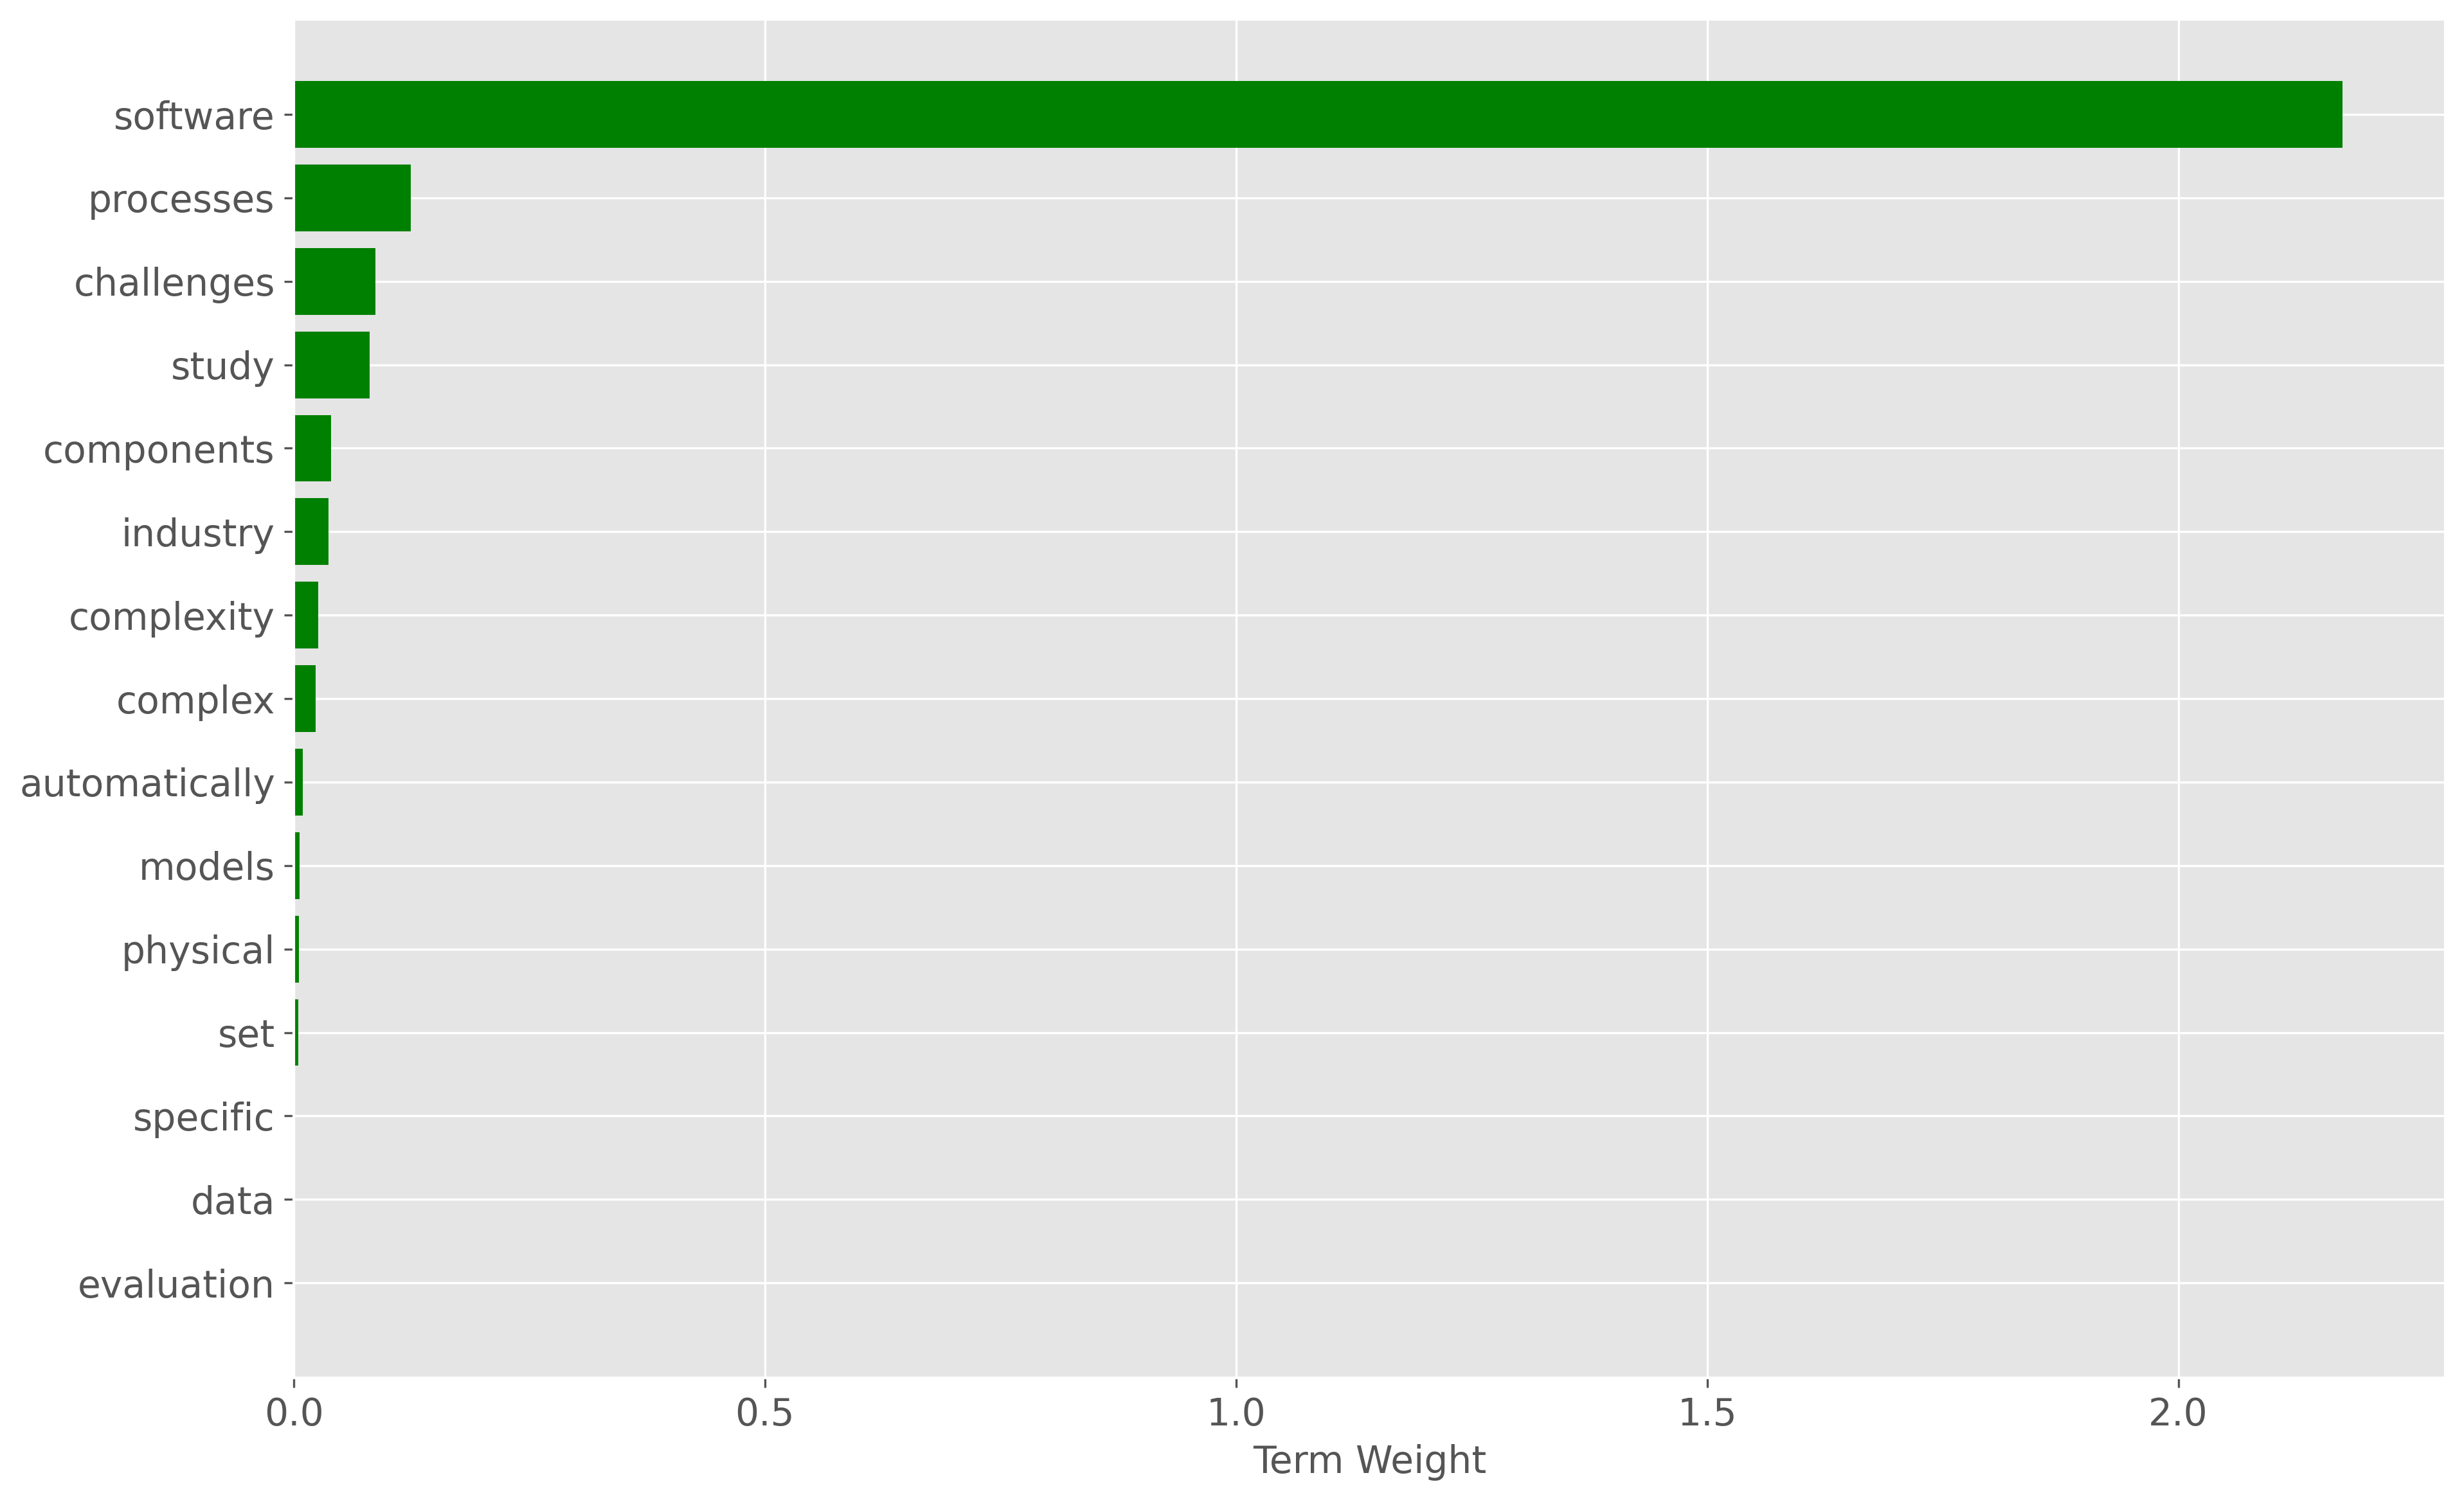 software
processes
challenges
study
components
industry
complexity
complex
automatically
models
physical
set
specific
data
evaluation
0.0 0.5 1.0 1.5 2.0
Term Weight